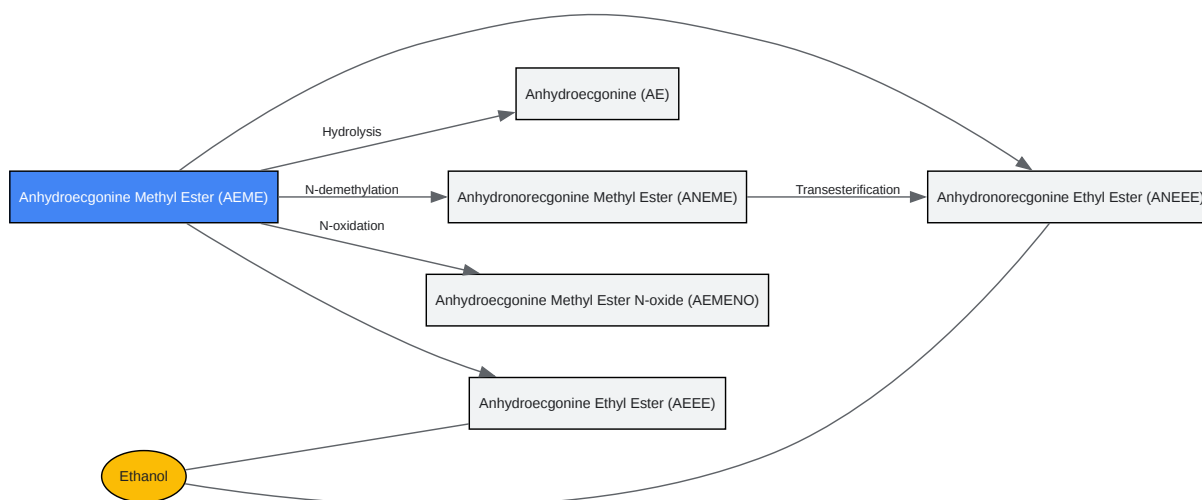 Anhydroecgonine (AE)
Hydrolysis
Anhydroecgonine Methyl Ester (AEME)
N-demethylation
Anhydronorecgonine Methyl Ester (ANEME)
Transesterification
Anhydronorecgonine Ethyl Ester (ANEEE)
N-oxidation
Anhydroecgonine Methyl Ester N-oxide (AEMENO)
Anhydroecgonine Ethyl Ester (AEEE)
Ethanol